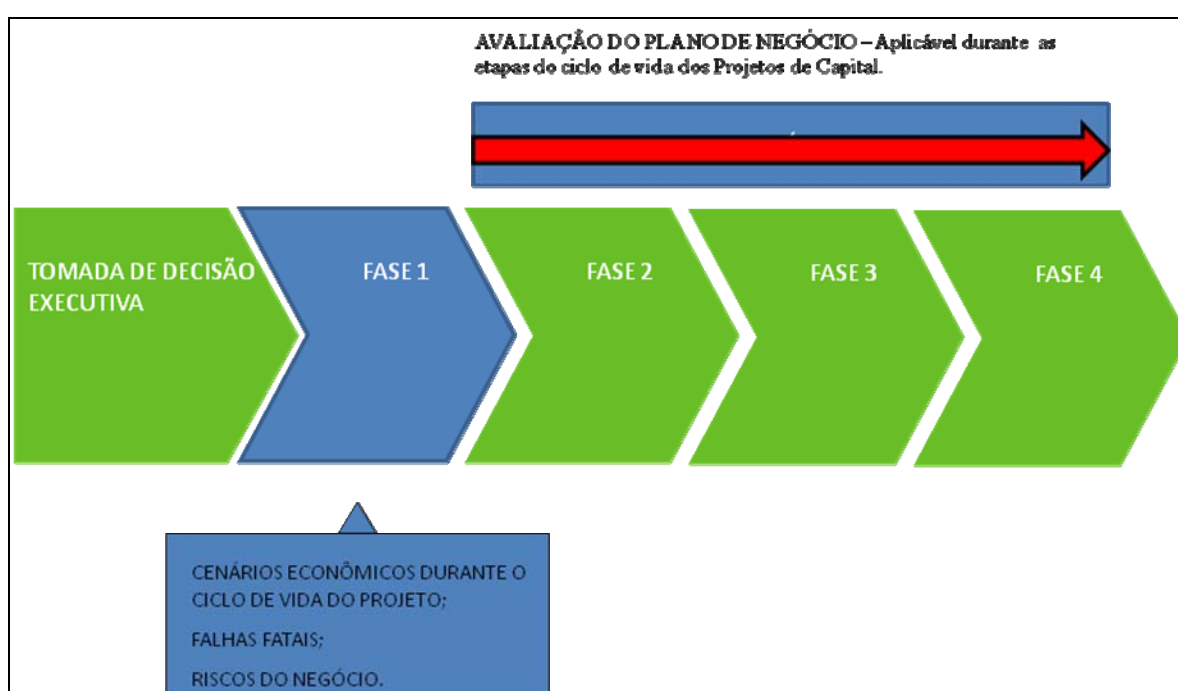 AVALIAÇÃO DO PLANO DE NEGÓCIO – Aplicável durante as
etapas do ciclo de vida dos Projetos de Capital.
TOMADA DE DECISÃO
EXECUTIVA
FASE 1
FASE 2
FASE 3
FASE 4
CENÁRIOS ECONÔMICOS DURANTE O
CICLO DE VIDA DO PROJETO;
FALHAS FATAIS;
RISCOS DO NEGÓCIO.